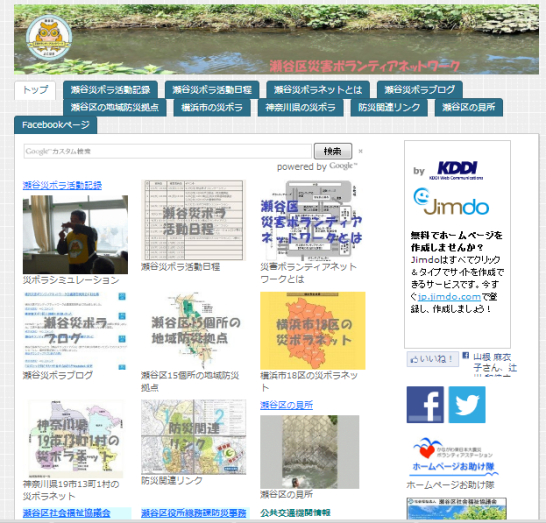 瀬谷区災害ボランティアネットワーク
トップ
瀬谷災ボラ活動記録
瀬谷災ボラ活動日程
瀬谷災ボラネットとは
瀬谷災ボラブログ
瀬谷区の地域防災拠点
横浜市の災ボラ
神奈川県の災ボラ
防災関連リンク
瀬谷区の見所
Facebookページ
Google™ カスタム検索
検索
×
powered by Google™
瀬谷災ボラ活動記録
災ボラシミュレーション
瀬谷災ボラ
活動日程
瀬谷災ボラ活動日程
瀬谷区
災害ボランティアネ
ットワークとは
災害ボランティアネット
ワークとは
瀬谷災ボラ
ブログ
瀬谷災ボラブログ
瀬谷区15個所の
地域防災拠点
瀬谷区15個所の地域防災
拠点
横浜市18区の
災ボラネット
横浜市18区の災ボラネッ
ト
神奈川県
19市13町1村の
災ボラネット
神奈川県19市13町1村の
災ボラネット
防災関連
リンク
防災関連リンク
瀬谷区の見所
瀬谷区の見所
瀬谷区社会福祉協議会
瀬谷区役所総務課防災事務
公共交通機関情報
by KDDI
KDDI Web Communications
Jimdo
無料でホームページを
作成しませんか?
Jimdoはすべてクリック
&タイプでサイトを作成で
きるサービスです。今す
ぐjp.jimdo.comで登
録し、作成しましょう!
いいね!
山根 麻衣
子さん、辻
ホームページお助け隊
ホームページお助け隊
瀬谷区社会福祉協議会